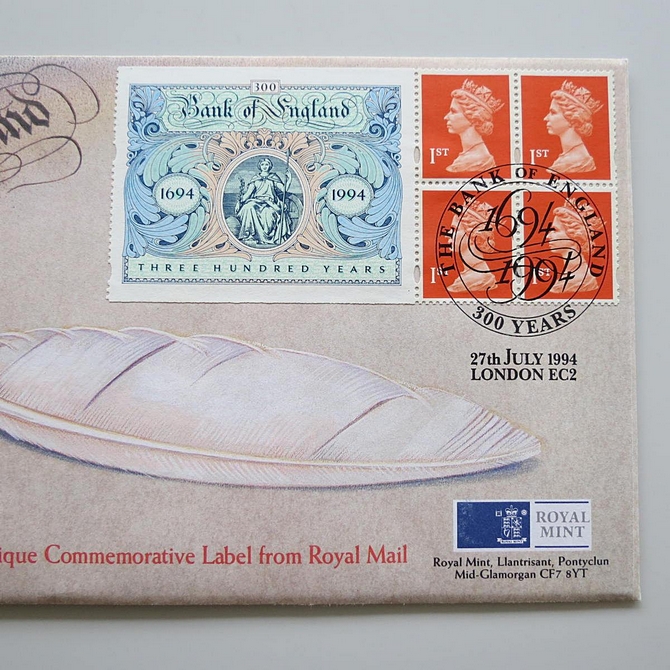 300
Bank of England
1694 1994
THREE HUNDRED YEARS
1ST 1ST
1ST 1ST
THE BANK OF ENGLAND
1694
1994
300 YEARS
27th JULY 1994
LONDON EC2
ique Commemorative Label from Royal Mail
ROYAL
MINT
Royal Mint, Llantrisant, Pontyclun
Mid-Glamorgan CF7 8YT